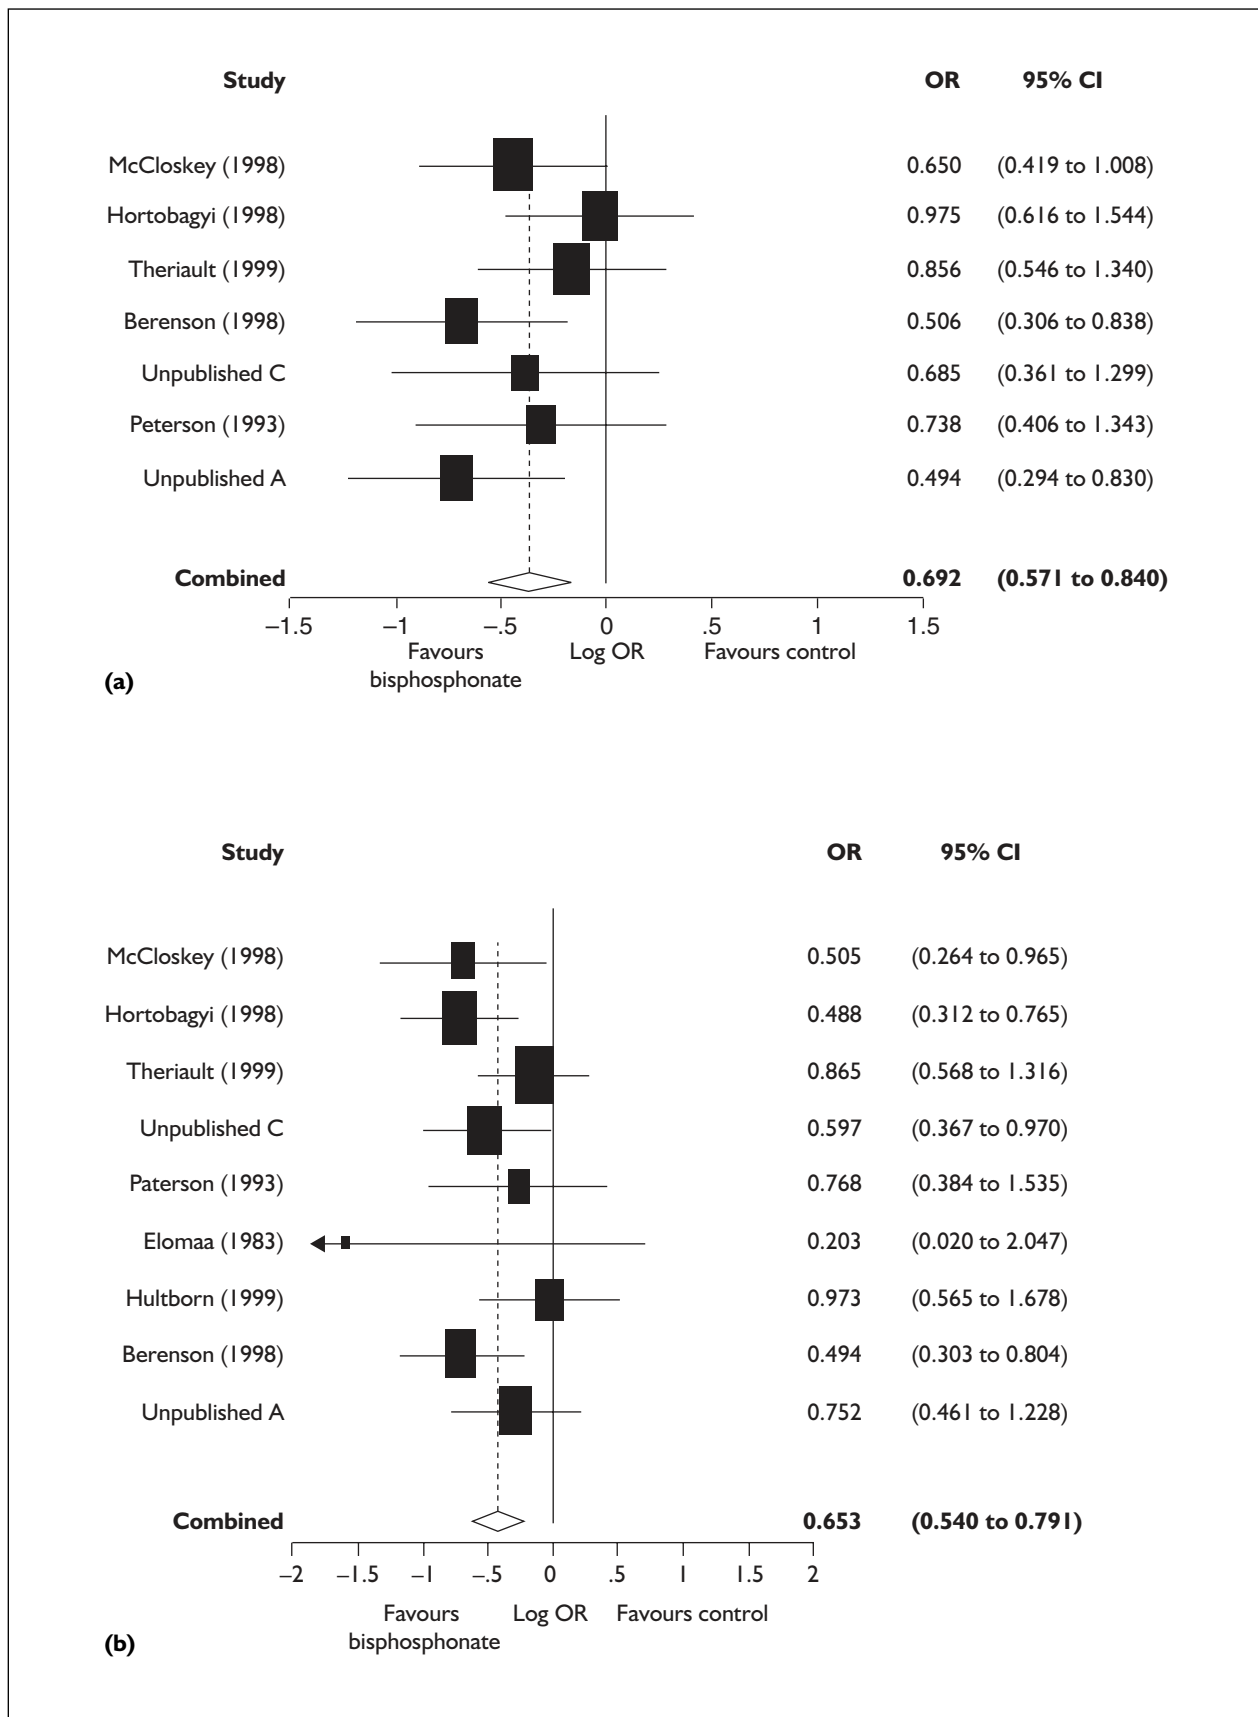 Study OR 95% CI
McCloskey (1998) 0.650 (0.419 to 1.008)
Hortobagyi (1998) 0.975 (0.616 to 1.544)
Theriault (1999) 0.856 (0.546 to 1.340)
Berenson (1998) 0.506 (0.306 to 0.838)
Unpublished C 0.685 (0.361 to 1.299)
Peterson (1993) 0.738 (0.406 to 1.343)
Unpublished A 0.494 (0.294 to 0.830)
Combined 0.692 (0.571 to 0.840)
–1.5 –1 –.5 0 .5 1 1.5
Favours Log OR Favours control
bisphosphonate
(a)
Study OR 95% CI
McCloskey (1998) 0.505 (0.264 to 0.965)
Hortobagyi (1998) 0.488 (0.312 to 0.765)
Theriault (1999) 0.865 (0.568 to 1.316)
Unpublished C 0.597 (0.367 to 0.970)
Paterson (1993) 0.768 (0.384 to 1.535)
Elomaa (1983) 0.203 (0.020 to 2.047)
Hultborn (1999) 0.973 (0.565 to 1.678)
Berenson (1998) 0.494 (0.303 to 0.804)
Unpublished A 0.752 (0.461 to 1.228)
Combined 0.653 (0.540 to 0.791)
–2 –1.5 –1 –.5 0 .5 1 1.5 2
Favours Log OR Favours control
bisphosphonate
(b)